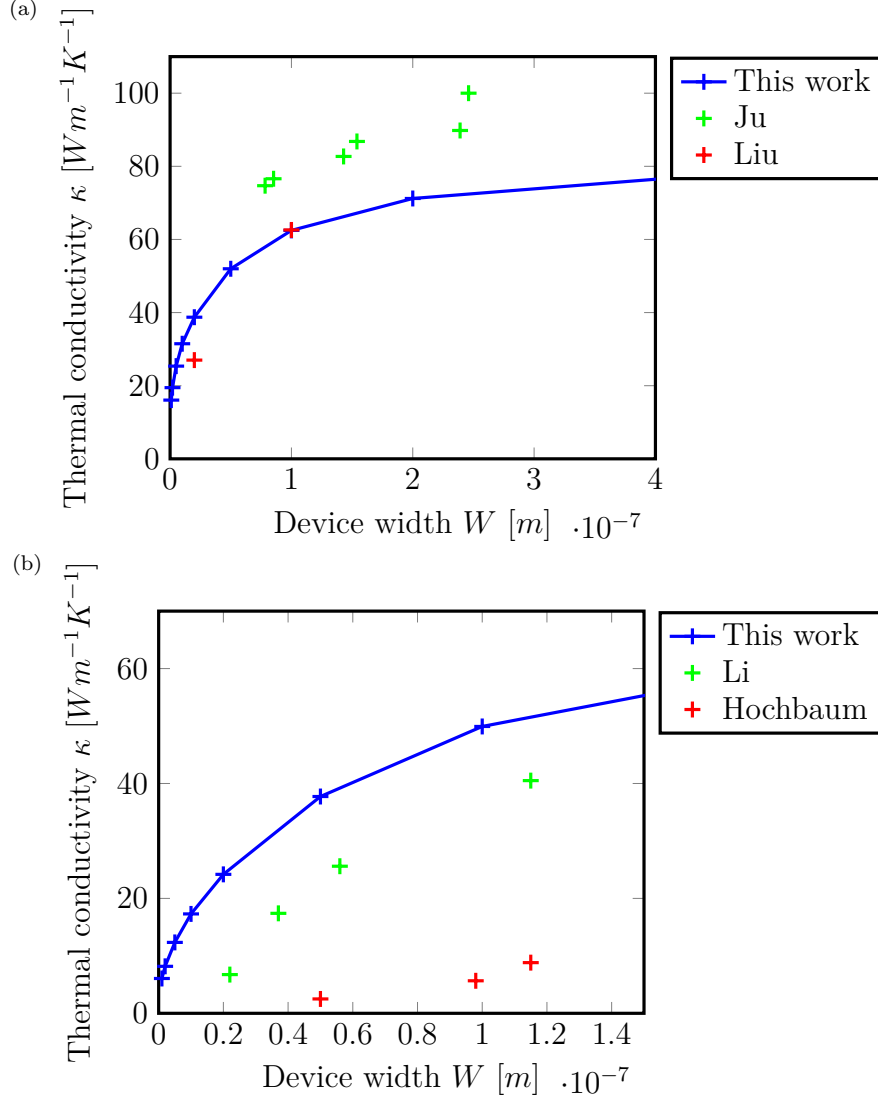 (a)
Thermal conductivity κ [Wm⁻¹K⁻¹]
100
80
60
40
20
0
0 1 2 3 4
Device width W [m] ·10⁻⁷
This work
Ju
Liu
(b)
Thermal conductivity κ [Wm⁻¹K⁻¹]
60
40
20
0
0 0.2 0.4 0.6 0.8 1 1.2 1.4
Device width W [m] ·10⁻⁷
This work
Li
Hochbaum